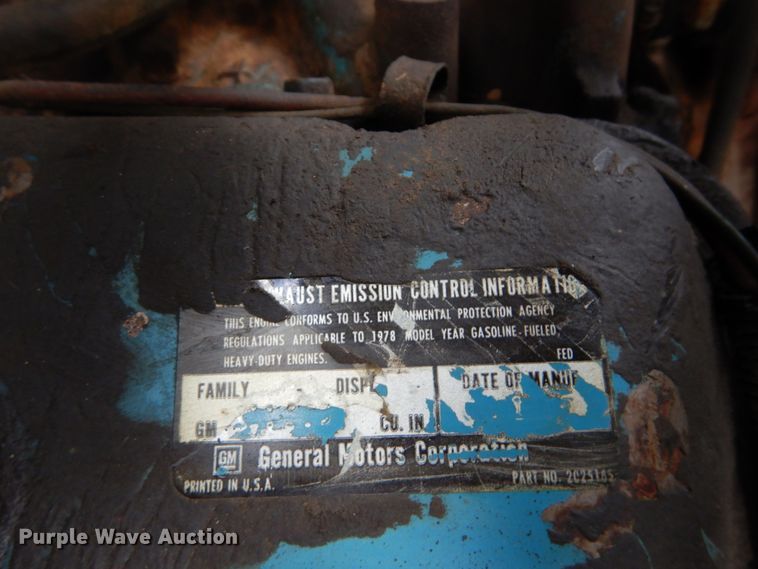 HAUST EMISSION CONTROL INFORMATIO
THIS ENGINE CONFORMS TO U.S. ENVIRONMENTAL PROTECTION AGENCY
REGULATIONS APPLICABLE TO 1978 MODEL YEAR GASOLINE-FUELED
HEAVY-DUTY ENGINES. FED
FAMILY - DISPL DATE OF MANUF
GM CU. IN
GM General Motors Corporation
PRINTED IN U.S.A. PART NO.
Purple Wave Auction